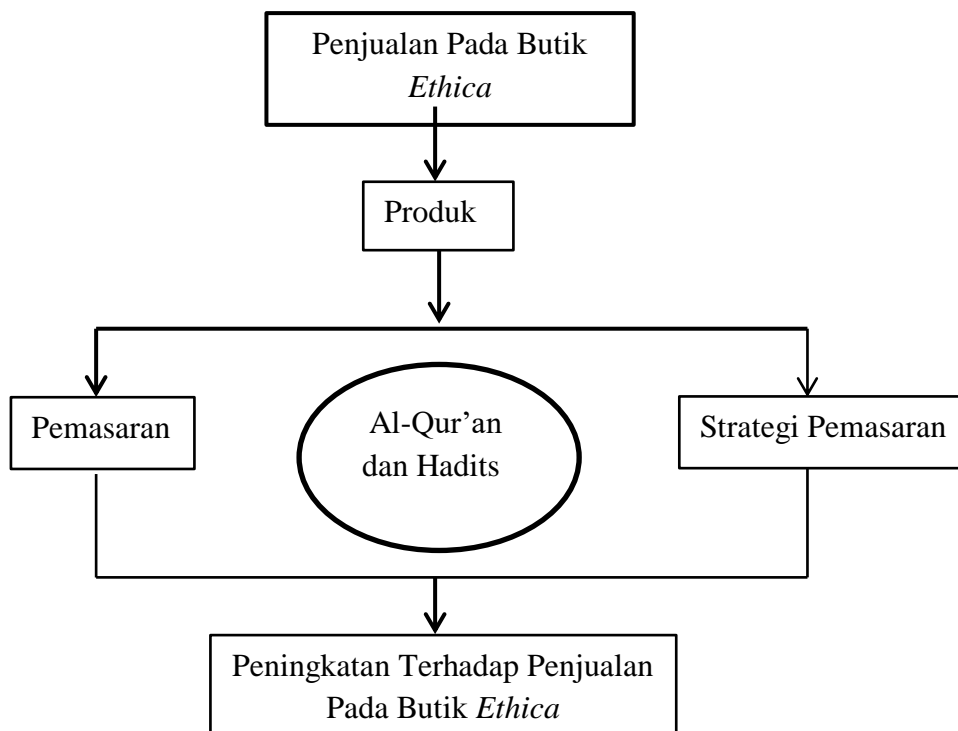 Penjualan Pada Butik
Ethica
Produk
Pemasaran
Al-Qur’an
dan Hadits
Strategi Pemasaran
Peningkatan Terhadap Penjualan
Pada Butik Ethica